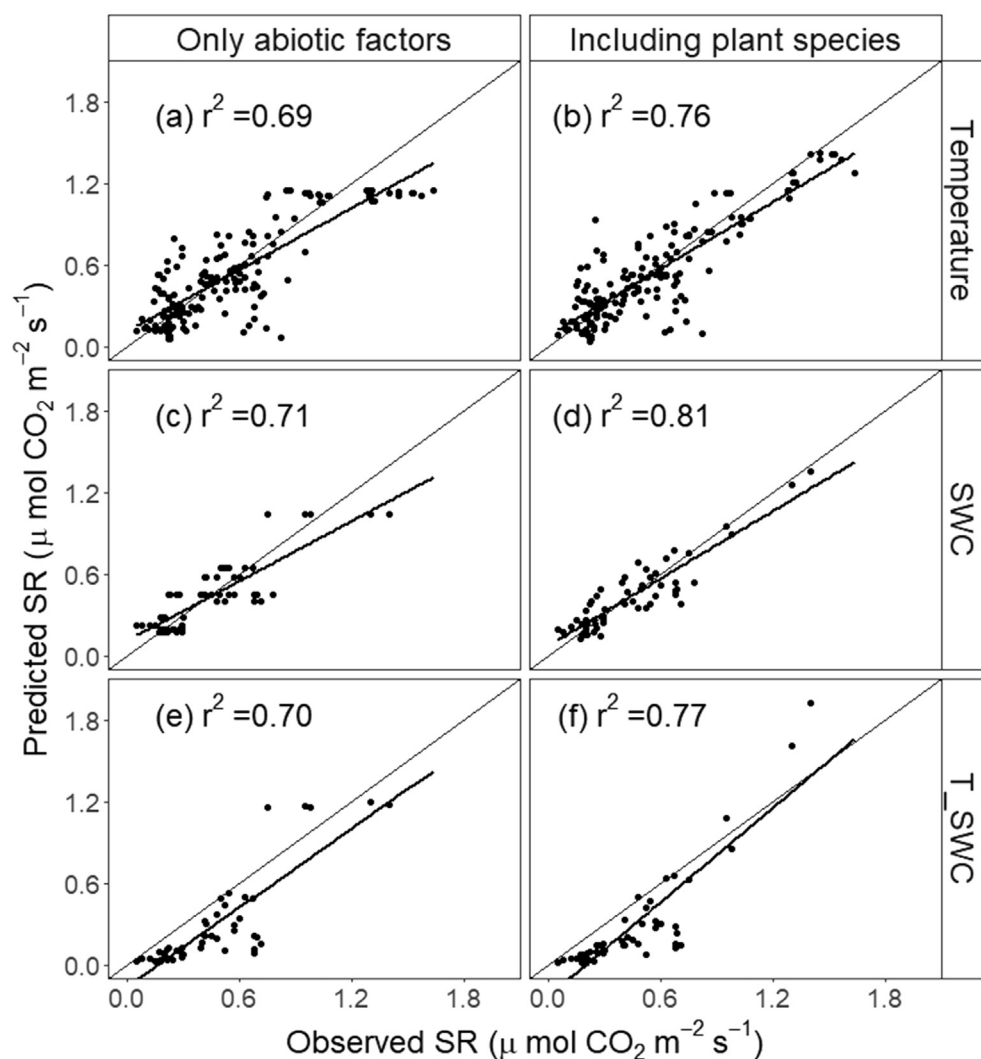 Only abiotic factors
Including plant species
(a) r² =0.69
(b) r² =0.76
Temperature
1.8
1.2
0.6
0.0
(c) r² =0.71
(d) r² =0.81
SWC
1.8
1.2
0.6
0.0
(e) r² =0.70
(f) r² =0.77
T_SWC
1.8
1.2
0.6
0.0
Predicted SR (μ mol CO₂ m⁻² s⁻¹)
0.0 0.6 1.2 1.8
0.0 0.6 1.2 1.8
Observed SR (μ mol CO₂ m⁻² s⁻¹)